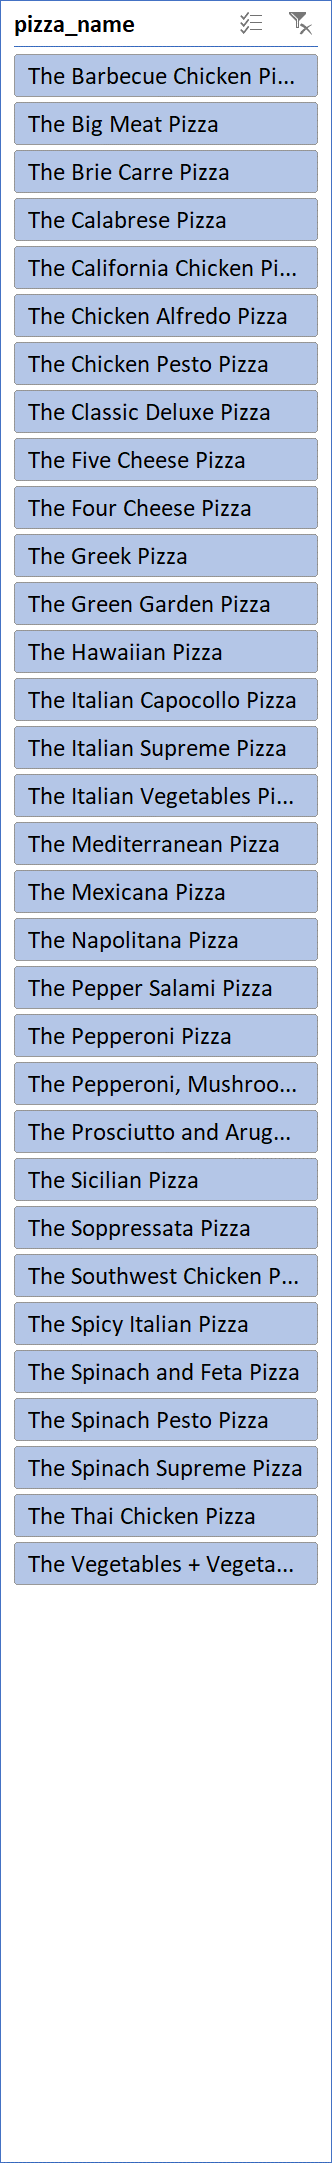 pizza_name
The Barbecue Chicken Pi...
The Big Meat Pizza
The Brie Carre Pizza
The Calabrese Pizza
The California Chicken Pi...
The Chicken Alfredo Pizza
The Chicken Pesto Pizza
The Classic Deluxe Pizza
The Five Cheese Pizza
The Four Cheese Pizza
The Greek Pizza
The Green Garden Pizza
The Hawaiian Pizza
The Italian Capocollo Pizza
The Italian Supreme Pizza
The Italian Vegetables Pi...
The Mediterranean Pizza
The Mexicana Pizza
The Napolitana Pizza
The Pepper Salami Pizza
The Pepperoni Pizza
The Pepperoni, Mushroo...
The Prosciutto and Arug...
The Sicilian Pizza
The Soppressata Pizza
The Southwest Chicken P...
The Spicy Italian Pizza
The Spinach and Feta Pizza
The Spinach Pesto Pizza
The Spinach Supreme Pizza
The Thai Chicken Pizza
The Vegetables + Vegeta...